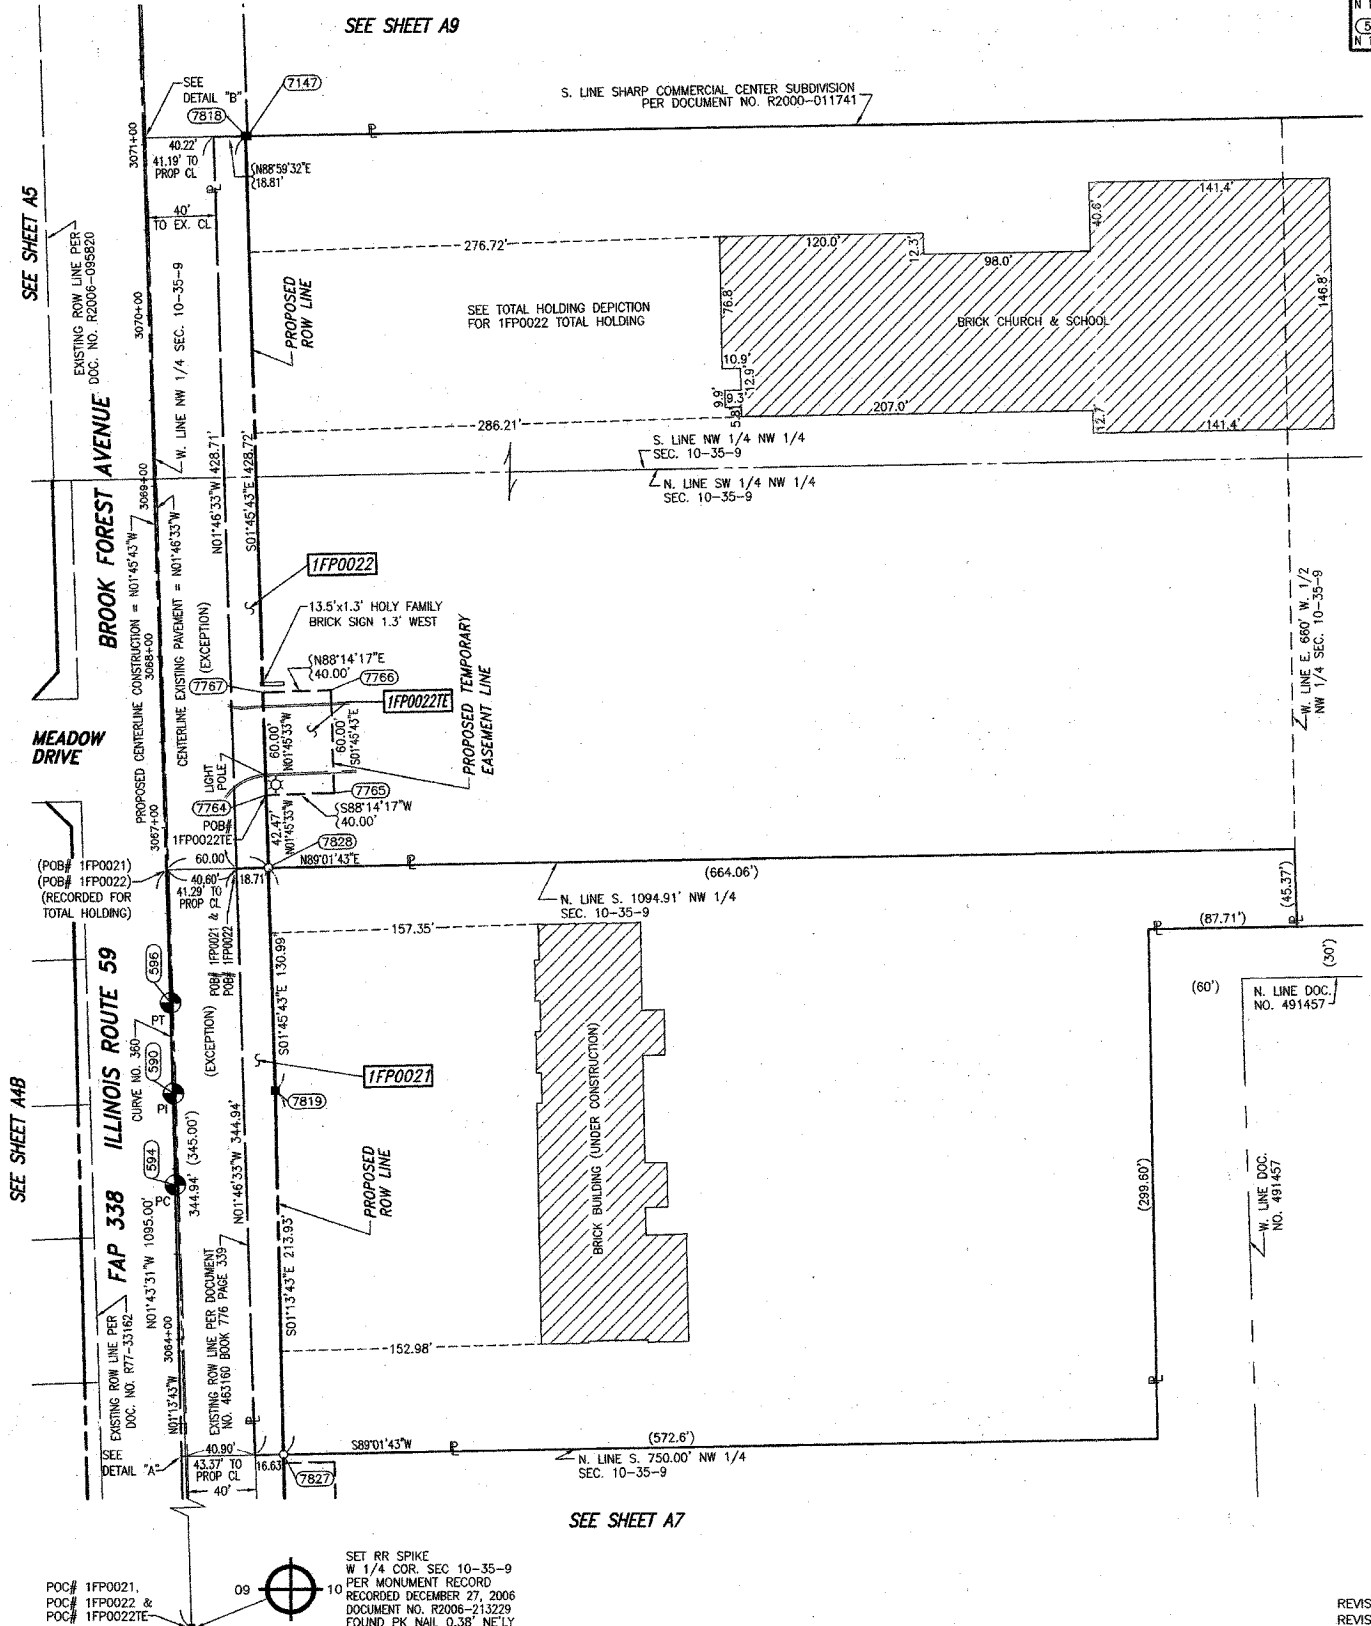 SEE SHEET A9
N 1
5
N 1
SEE
DETAIL "B"
7147
7818
S. LINE SHARP COMMERCIAL CENTER SUBDIVISION
PER DOCUMENT NO. R2000-011741
3071+00
40.22'
41.19' TO
PROP CL
N88°59'32"E
18.81'
40'
TO EX. CL
SEE SHEET A5
EXISTING ROW LINE PER
DOC. NO. R2006-095820
3070+00
W. LINE NW 1/4 SEC. 10-35-9
PROPOSED
ROW LINE
276.72'
120.0'
12.3'
98.0'
40.6'
141.4'
146.8'
76.8'
SEE TOTAL HOLDING DEPICTION
FOR 1FP0022 TOTAL HOLDING
BRICK CHURCH & SCHOOL
10.9'
12.9'
9.9'
9.3'
5.8'
207.0'
12.7'
141.4'
286.21'
S. LINE NW 1/4 NW 1/4
SEC. 10-35-9
N. LINE SW 1/4 NW 1/4
SEC. 10-35-9
BROOK FOREST AVENUE
3069+00
N01°46'33"W 428.71'
S01°45'43"E 428.72'
PROPOSED CENTERLINE CONSTRUCTION = N01°45'43"W
3068+00
CENTERLINE EXISTING PAVEMENT = N01°46'33"W
(EXCEPTION)
1FP0022
13.5'x1.3' HOLY FAMILY
BRICK SIGN 1.3' WEST
N88°14'17"E
40.00'
7767
7766
1FP0022TE
PROPOSED TEMPORARY
EASEMENT LINE
60.00'
N01°45'33"W
60.00'
S01°45'43"E
W. LINE E. 660' W. 1/2
NW 1/4 SEC. 10-35-9
MEADOW
DRIVE
LIGHT
POLE
7764
7765
S88°14'17"W
40.00'
3067+00
POB#
1FP0022TE
42.47'
N01°45'33"W
7828
(POB# 1FP0021)
(POB# 1FP0022)
(RECORDED FOR
TOTAL HOLDING)
60.00'
40.60'
41.29' TO
PROP CL
18.71'
N89°01'43"E
(664.06')
N. LINE S. 1094.91' NW 1/4
SEC. 10-35-9
(45.37')
(87.71')
(30')
(60')
N. LINE DOC.
NO. 491457
POB# 1FP0021 &
POB# 1FP0022
157.35'
S01°45'43"E 130.99'
596
PT
590
PI
594
PC
CURVE NO. 360
(EXCEPTION)
1FP0021
7819
BRICK BUILDING (UNDER CONSTRUCTION)
SEE SHEET A4B
FAP 338 ILLINOIS ROUTE 59
344.94' (345.00')
N01°46'33"W 344.94'
PROPOSED
ROW LINE
(299.60')
W. LINE DOC.
NO. 491457
N01°43'31"W 1095.00'
S01°13'43"E 213.93'
EXISTING ROW LINE PER
DOC. NO. R77-33162
3064+00
N01°13'43"W
EXISTING ROW LINE PER DOCUMENT
NO. 463160 BOOK 776 PAGE 339
152.98'
SEE
DETAIL "A"
40.90'
43.37' TO
PROP CL
16.63'
40'
7827
S89°01'43"W
(572.6')
N. LINE S. 750.00' NW 1/4
SEC. 10-35-9
SEE SHEET A7
POC# 1FP0021,
POC# 1FP0022 &
POC# 1FP0022TE
09
10
SET RR SPIKE
W 1/4 COR. SEC 10-35-9
PER MONUMENT RECORD
RECORDED DECEMBER 27, 2006
DOCUMENT NO. R2006-213229
FOUND PK NAIL 0.38' NE'LY
REVIS
REVIS